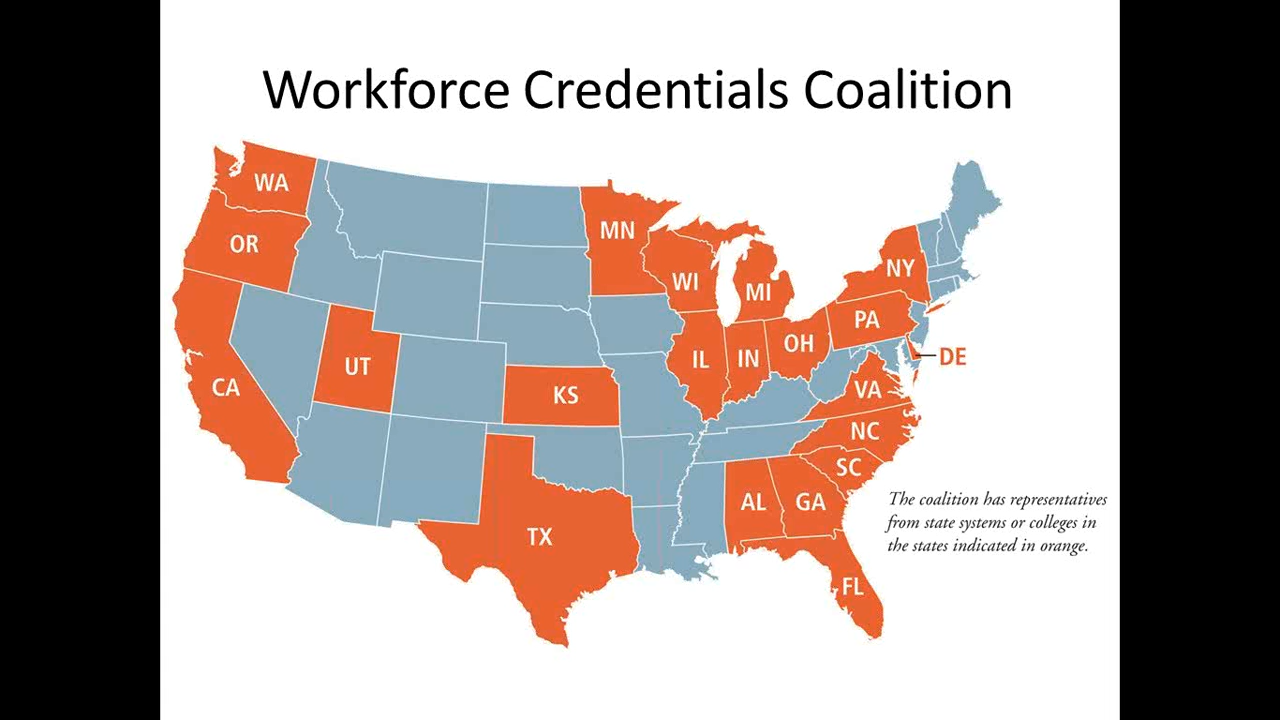 Workforce Credentials Coalition
WA
MN
OR
NY
WI
MI
PA
OH
DE
IL
IN
UT
CA
KS
VA
NC
SC
The coalition has representatives
from state systems or colleges in
the states indicated in orange.
AL
GA
TX
FL